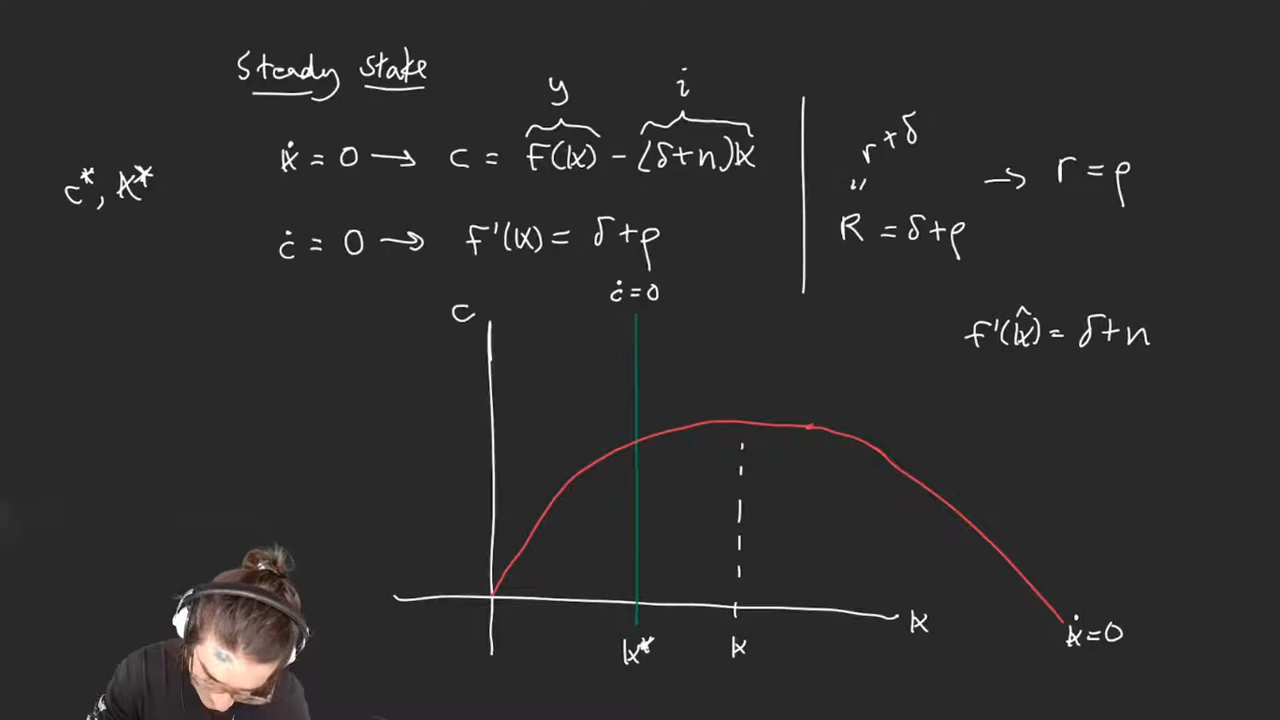 Steady State
y i
k̇ = 0 → c = F(k) - (δ+n)k
c*, k*
ċ = 0 → f'(k) = δ+ρ
r+δ
"
R = δ+ρ
→ r = ρ
f'(k̂) = δ+n
ċ=0
c
k
k* k
k̇=0